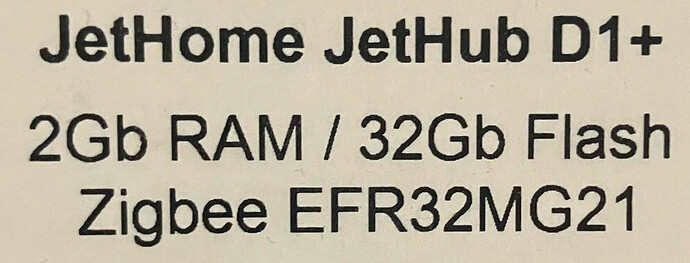 JetHome JetHub D1+
2Gb RAM / 32Gb Flash
Zigbee EFR32MG21